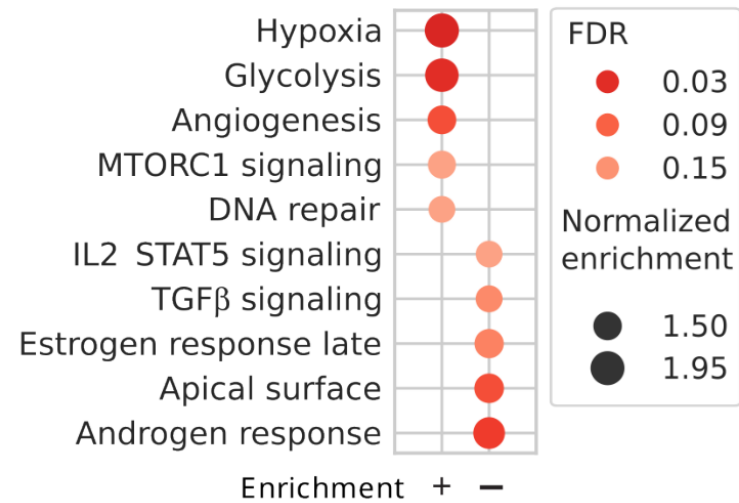 Hypoxia
Glycolysis
Angiogenesis
MTORC1 signaling
DNA repair
IL2 STAT5 signaling
TGFβ signaling
Estrogen response late
Apical surface
Androgen response
Enrichment + −
FDR
0.03
0.09
0.15
Normalized
enrichment
1.50
1.95